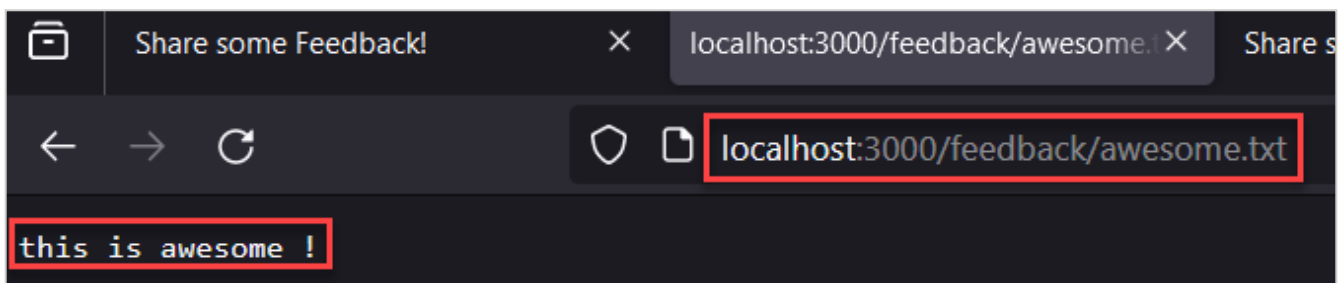 Share some Feedback!
localhost:3000/feedback/awesome.t
Share s
localhost:3000/feedback/awesome.txt
this is awesome !